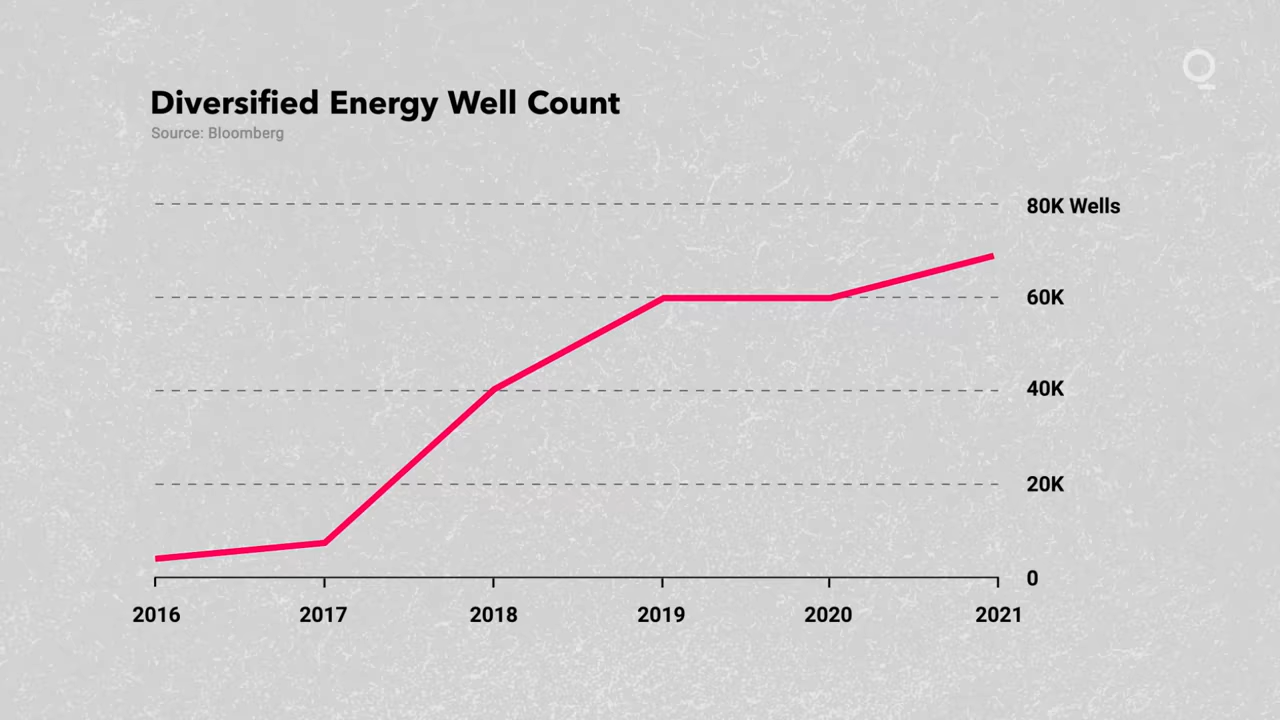 Diversified Energy Well Count
Source: Bloomberg
80K Wells
60K
40K
20K
0
2016 2017 2018 2019 2020 2021